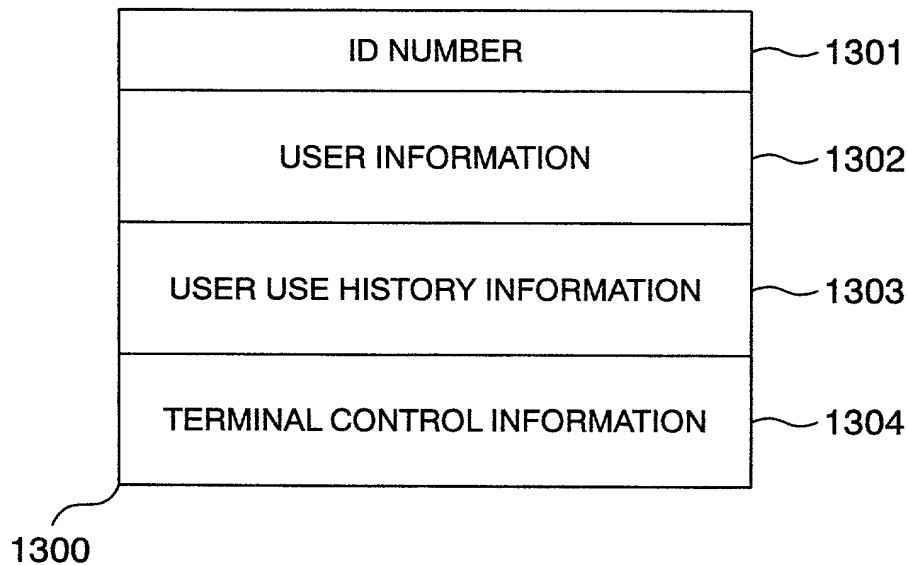 ID NUMBER 1301
USER INFORMATION 1302
USER USE HISTORY INFORMATION 1303
TERMINAL CONTROL INFORMATION 1304
1300